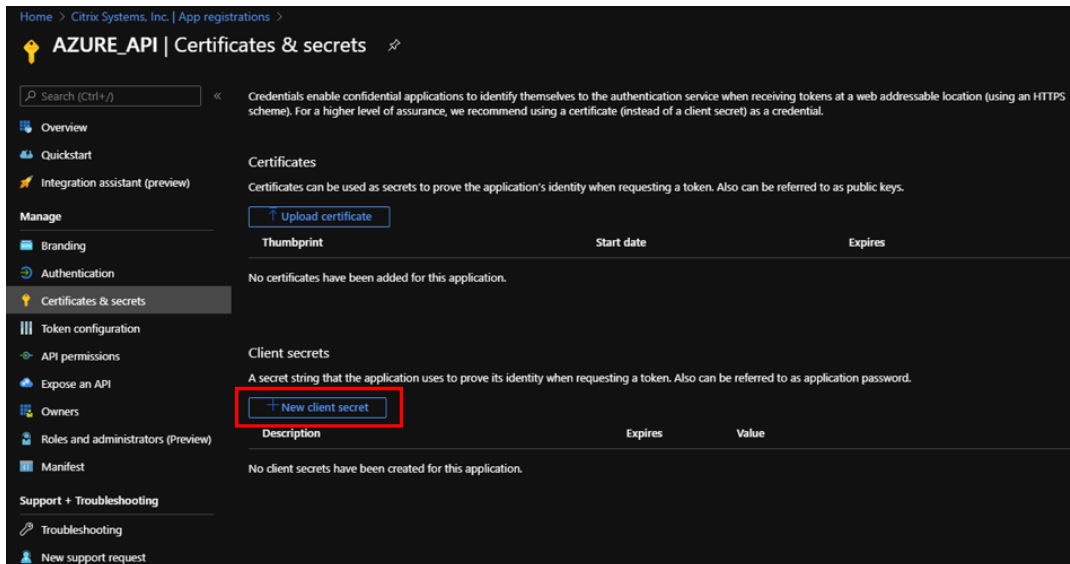 Home > Citrix Systems, Inc. | App registrations >
AZURE_API | Certificates & secrets
Search (Ctrl+/)
«
Overview
Quickstart
Integration assistant (preview)
Manage
Branding
Authentication
Certificates & secrets
Token configuration
API permissions
Expose an API
Owners
Roles and administrators (Preview)
Manifest
Support + Troubleshooting
Troubleshooting
New support request
Credentials enable confidential applications to identify themselves to the authentication service when receiving tokens at a web addressable location (using an HTTPS
scheme). For a higher level of assurance, we recommend using a certificate (instead of a client secret) as a credential.
Certificates
Certificates can be used as secrets to prove the application's identity when requesting a token. Also can be referred to as public keys.
Upload certificate
Thumbprint Start date Expires
No certificates have been added for this application.
Client secrets
A secret string that the application uses to prove its identity when requesting a token. Also can be referred to as application password.
New client secret
Description Expires Value
No client secrets have been created for this application.